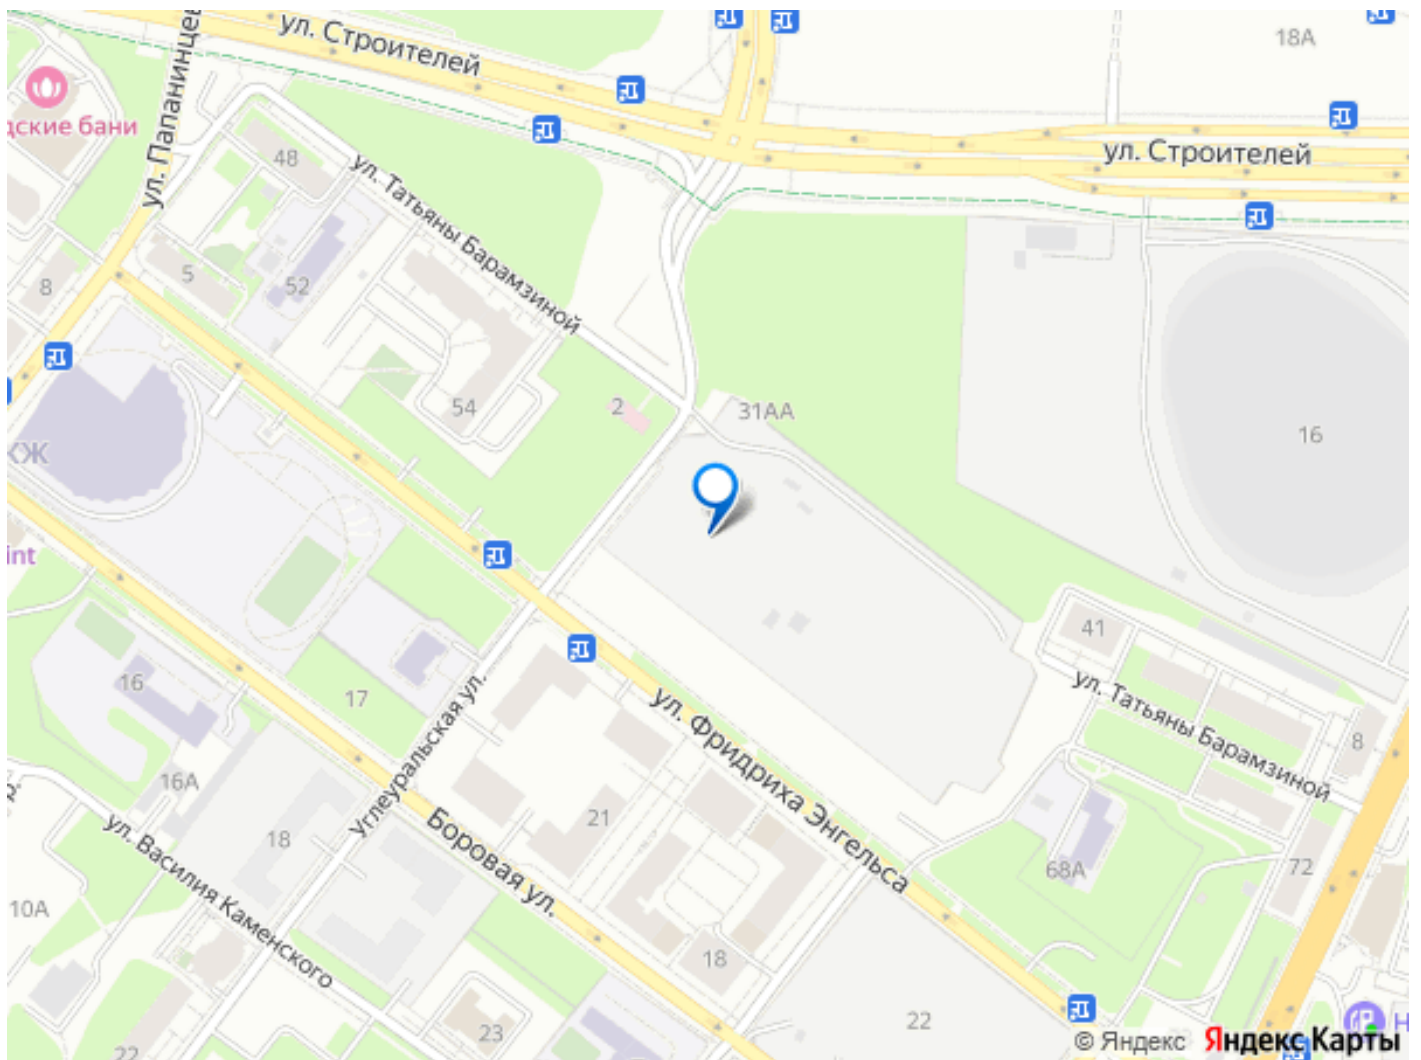 ул. Строителей
18А
ул. Папанинцев
дские бани
ул. Строителей
48
ул. Татьяны Барамзиной
5
52
8
2
54
31АА
16
КЖ
int
41
16
17
ул. Татьяны Барамзиной
8
Углеуральская ул.
ул. Фридриха Энгельса
16А
21
18
Боровая ул.
68А
72
ул. Василия Каменского
10А
18
22
23
22
© Яндекс Яндекс Карты